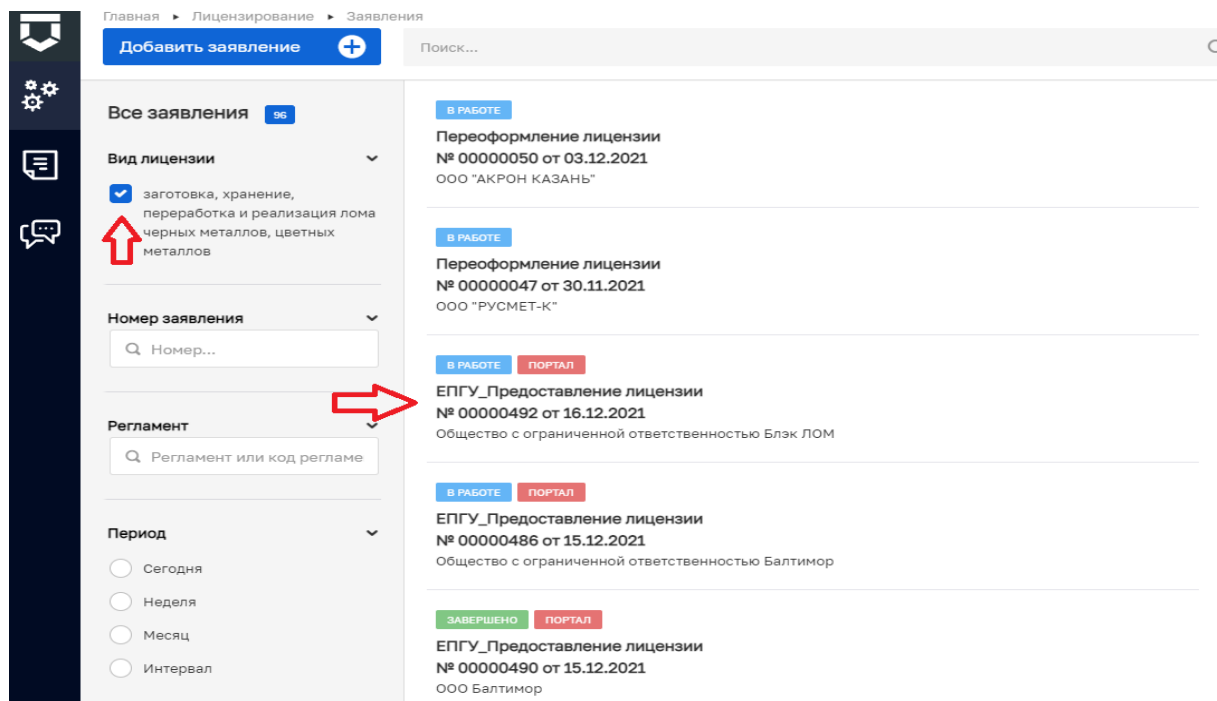 Главная ▸ Лицензирование ▸ Заявления
Добавить заявление
Поиск...
Все заявления 96
Вид лицензии
заготовка, хранение,
переработка и реализация лома
черных металлов, цветных
металлов
Номер заявления
Номер...
Регламент
Регламент или код регламе
Период
Сегодня
Неделя
Месяц
Интервал
В РАБОТЕ
Переоформление лицензии
№ 00000050 от 03.12.2021
ООО "АКРОН КАЗАНЬ"
В РАБОТЕ
Переоформление лицензии
№ 00000047 от 30.11.2021
ООО "РУСМЕТ-К"
В РАБОТЕ ПОРТАЛ
ЕПГУ_Предоставление лицензии
№ 00000492 от 16.12.2021
Общество с ограниченной ответственностью Блэк ЛОМ
В РАБОТЕ ПОРТАЛ
ЕПГУ_Предоставление лицензии
№ 00000486 от 15.12.2021
Общество с ограниченной ответственностью Балтимор
ЗАВЕРШЕНО ПОРТАЛ
ЕПГУ_Предоставление лицензии
№ 00000490 от 15.12.2021
ООО Балтимор